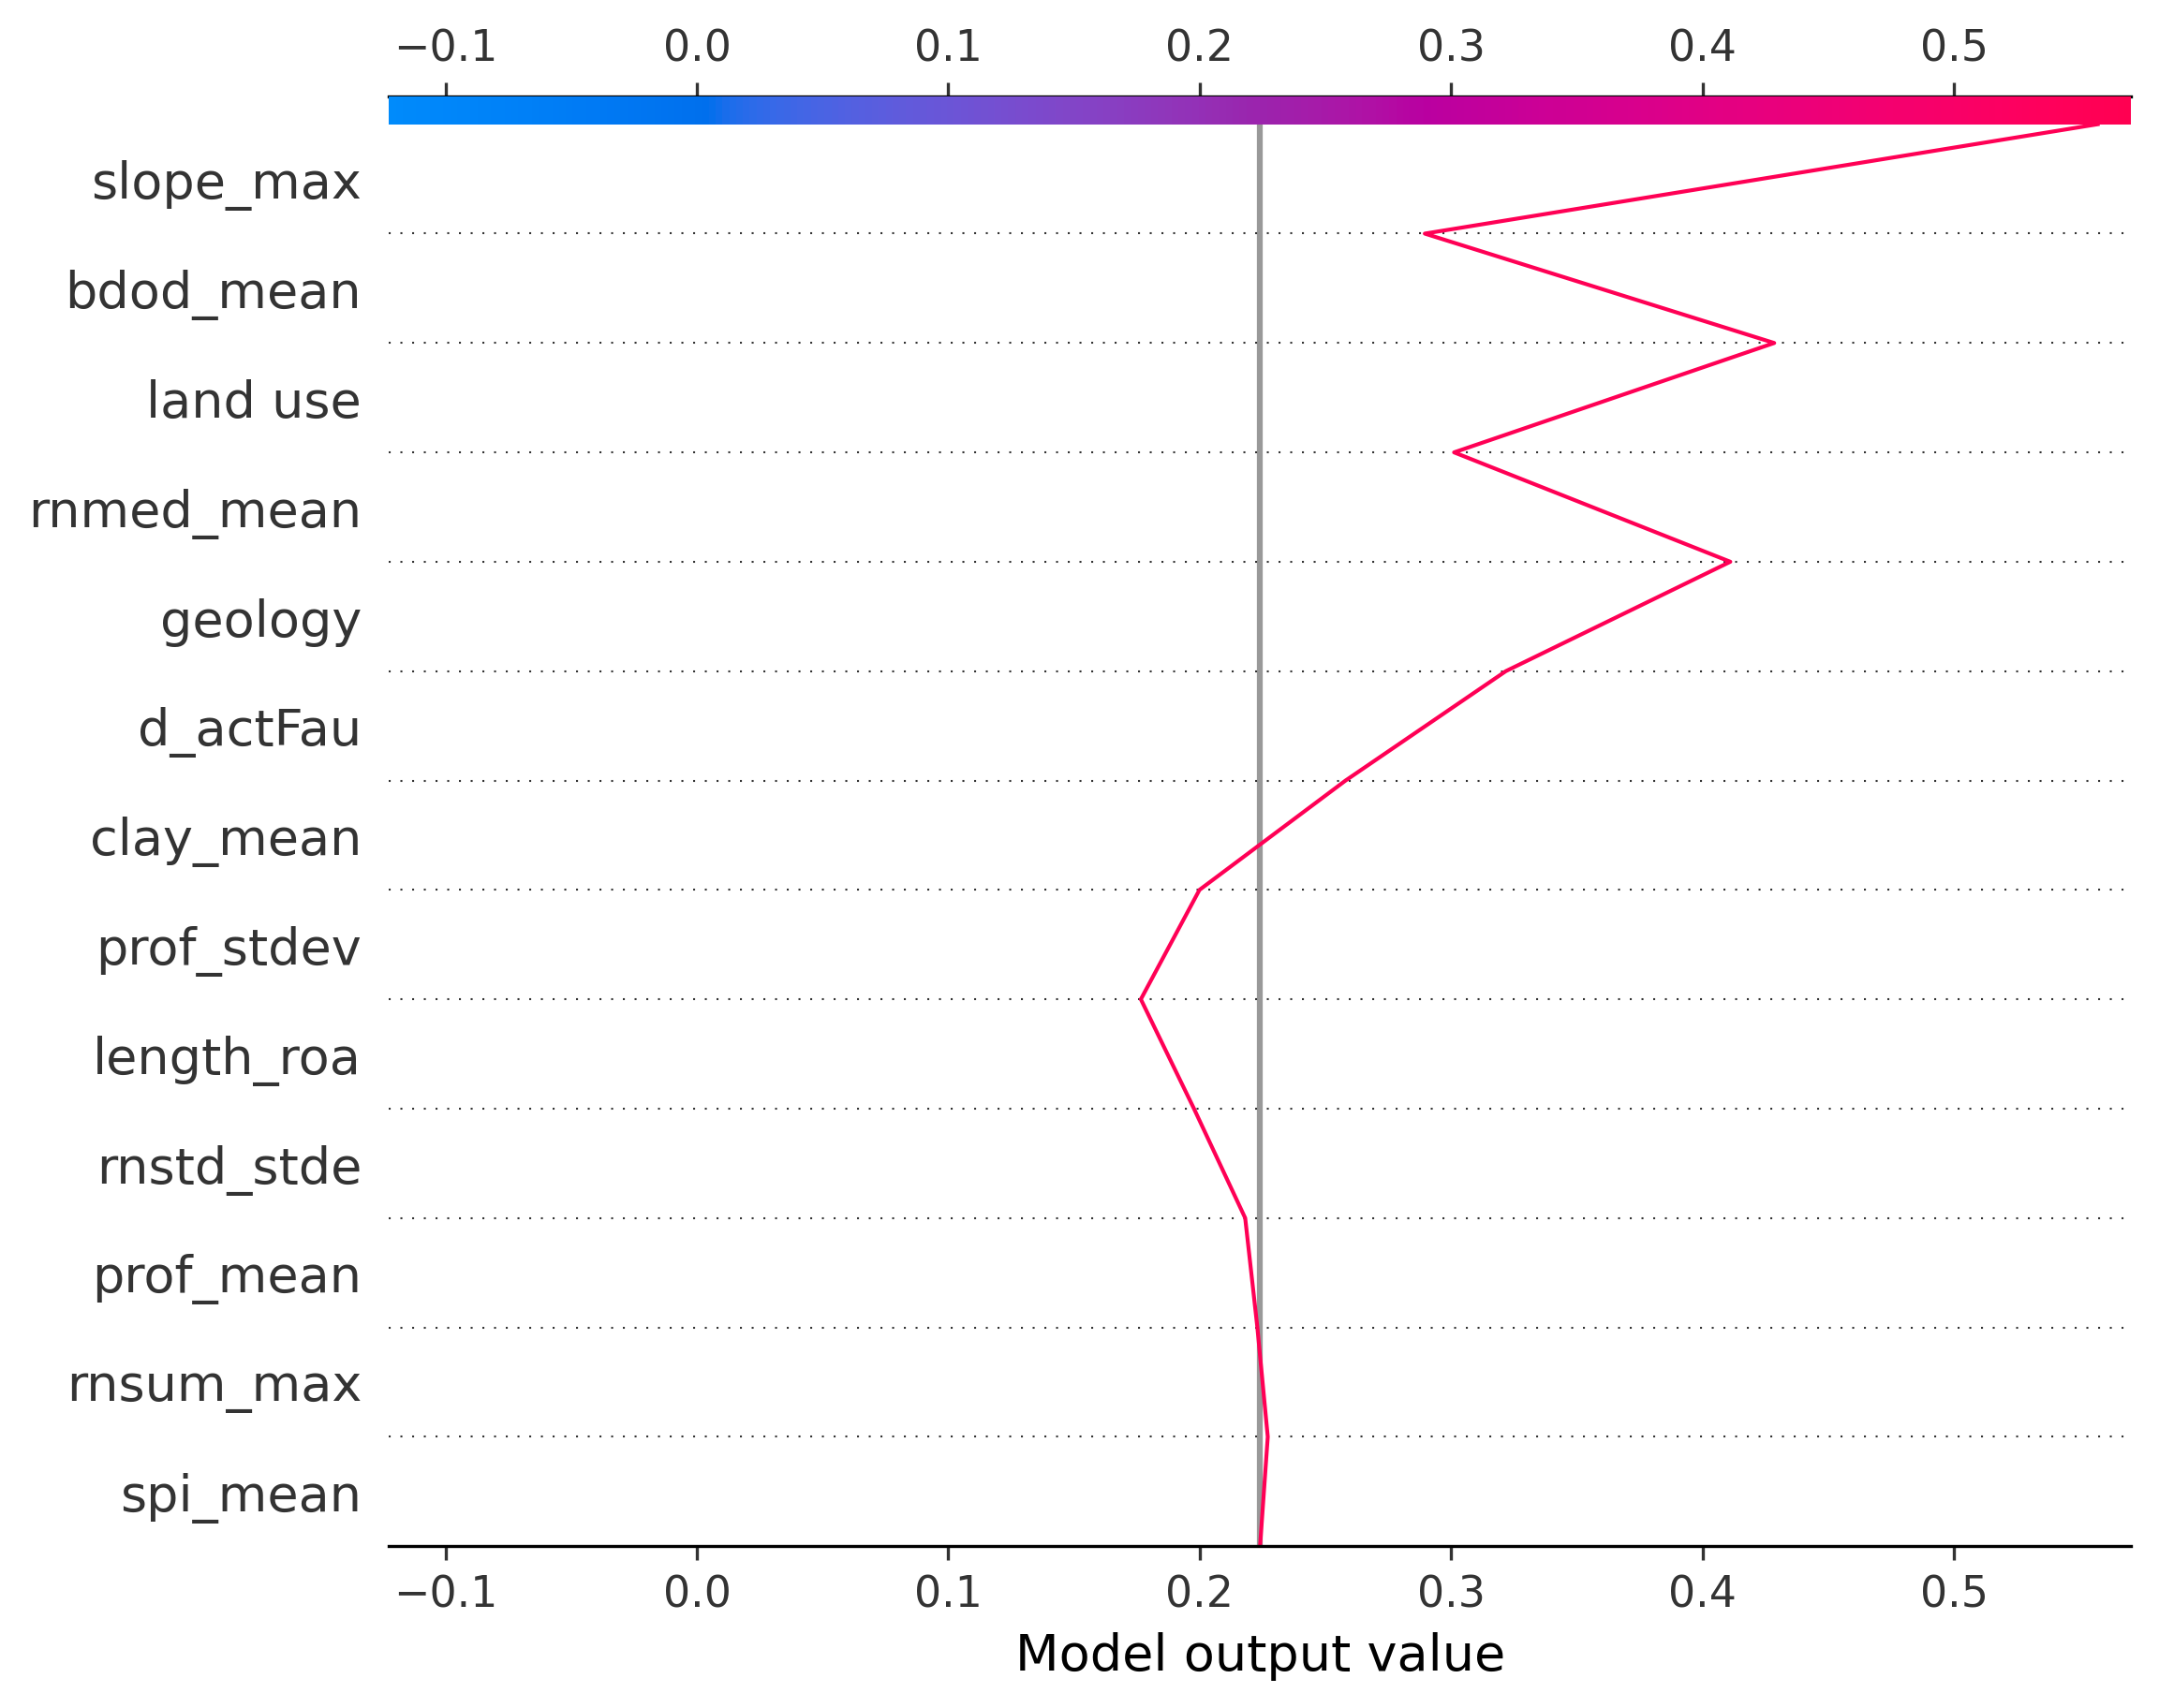 −0.1 0.0 0.1 0.2 0.3 0.4 0.5
slope_max
bdod_mean
land use
rnmed_mean
geology
d_actFau
clay_mean
prof_stdev
length_roa
rnstd_stde
prof_mean
rnsum_max
spi_mean
−0.1 0.0 0.1 0.2 0.3 0.4 0.5
Model output value